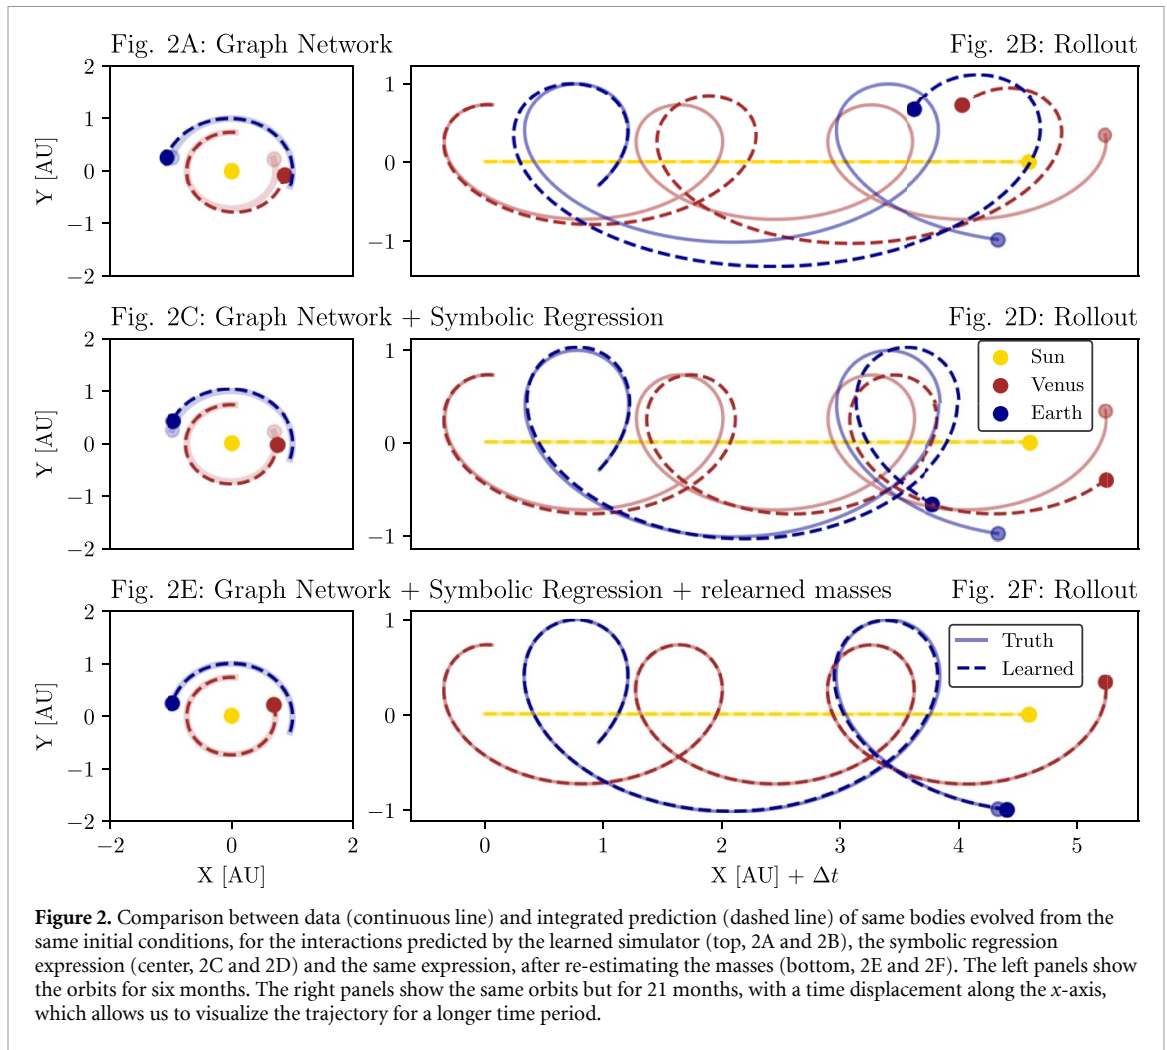 Fig. 2A: Graph Network
Fig. 2B: Rollout
2
1
0
−1
−2
Y [AU]
1
0
−1
Fig. 2C: Graph Network + Symbolic Regression
Fig. 2D: Rollout
2
1
0
−1
−2
Y [AU]
1
0
−1
Sun
Venus
Earth
Fig. 2E: Graph Network + Symbolic Regression + relearned masses
Fig. 2F: Rollout
2
1
0
−1
−2
Y [AU]
1
0
−1
Truth
Learned
−2 0 2
X [AU]
0 1 2 3 4 5
X [AU] + Δt
Figure 2. Comparison between data (continuous line) and integrated prediction (dashed line) of same bodies evolved from the
same initial conditions, for the interactions predicted by the learned simulator (top, 2A and 2B), the symbolic regression
expression (center, 2C and 2D) and the same expression, after re-estimating the masses (bottom, 2E and 2F). The left panels show
the orbits for six months. The right panels show the same orbits but for 21 months, with a time displacement along the x-axis,
which allows us to visualize the trajectory for a longer time period.